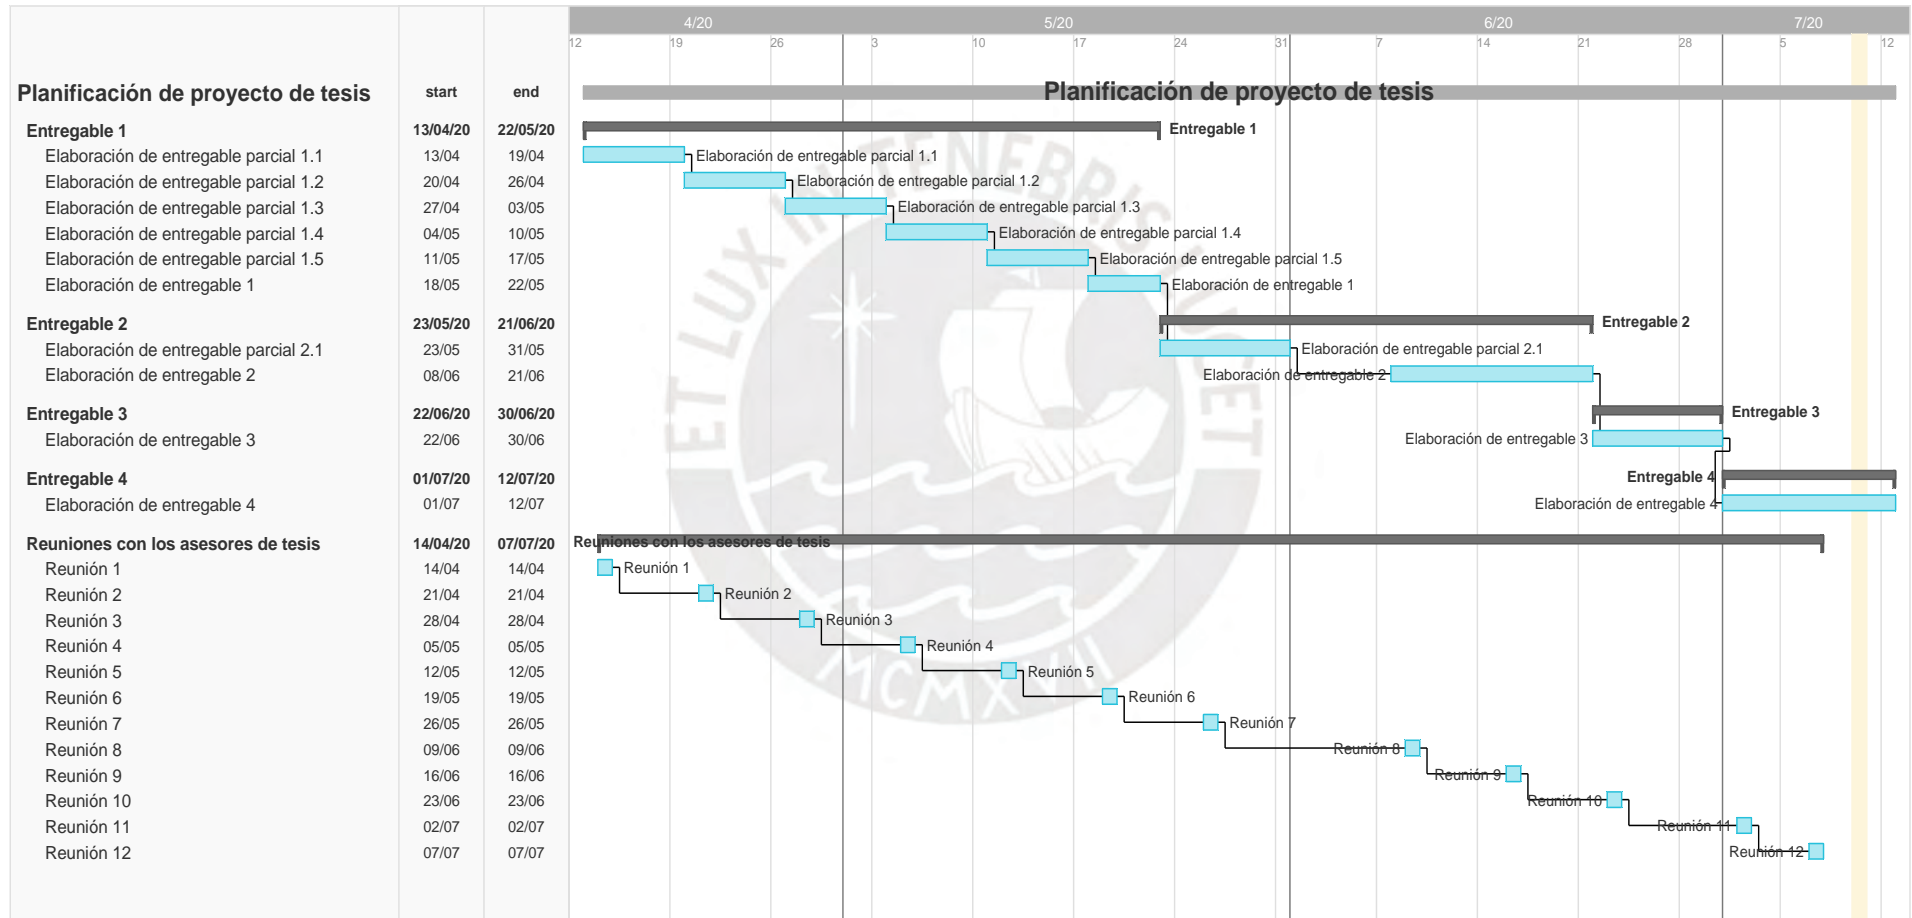 4/20 5/20 6/20 7/20
12 19 26 3 10 17 24 31 7 14 21 28 5 12
Planificación de proyecto de tesis start end Planificación de proyecto de tesis
Entregable 1 13/04/20 22/05/20 Entregable 1
Elaboración de entregable parcial 1.1 13/04 19/04 Elaboración de entregable parcial 1.1
Elaboración de entregable parcial 1.2 20/04 26/04 Elaboración de entregable parcial 1.2
Elaboración de entregable parcial 1.3 27/04 03/05 Elaboración de entregable parcial 1.3
Elaboración de entregable parcial 1.4 04/05 10/05 Elaboración de entregable parcial 1.4
Elaboración de entregable parcial 1.5 11/05 17/05 Elaboración de entregable parcial 1.5
Elaboración de entregable 1 18/05 22/05 Elaboración de entregable 1
Entregable 2 23/05/20 21/06/20 Entregable 2
Elaboración de entregable parcial 2.1 23/05 31/05 Elaboración de entregable parcial 2.1
Elaboración de entregable 2 08/06 21/06 Elaboración de entregable 2
Entregable 3 22/06/20 30/06/20 Entregable 3
Elaboración de entregable 3 22/06 30/06 Elaboración de entregable 3
Entregable 4 01/07/20 12/07/20 Entregable 4
Elaboración de entregable 4 01/07 12/07 Elaboración de entregable 4
Reuniones con los asesores de tesis 14/04/20 07/07/20 Reuniones con los asesores de tesis
Reunión 1 14/04 14/04 Reunión 1
Reunión 2 21/04 21/04 Reunión 2
Reunión 3 28/04 28/04 Reunión 3
Reunión 4 05/05 05/05 Reunión 4
Reunión 5 12/05 12/05 Reunión 5
Reunión 6 19/05 19/05 Reunión 6
Reunión 7 26/05 26/05 Reunión 7
Reunión 8 09/06 09/06 Reunión 8
Reunión 9 16/06 16/06 Reunión 9
Reunión 10 23/06 23/06 Reunión 10
Reunión 11 02/07 02/07 Reunión 11
Reunión 12 07/07 07/07 Reunión 12
ET LUX IN TENEBRIS LUCET
MCMXVII